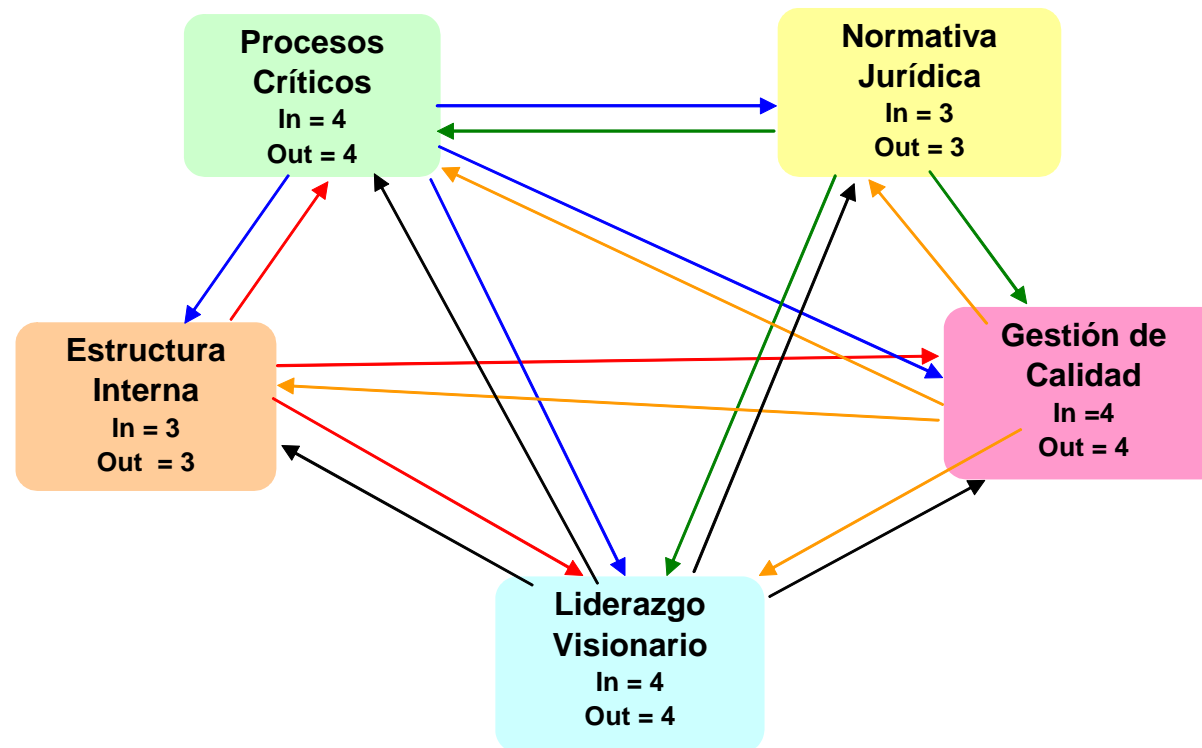 Procesos
Críticos
In = 4
Out = 4
Normativa
Jurídica
In = 3
Out = 3
Estructura
Interna
In = 3
Out = 3
Gestión de
Calidad
In =4
Out = 4
Liderazgo
Visionario
In = 4
Out = 4